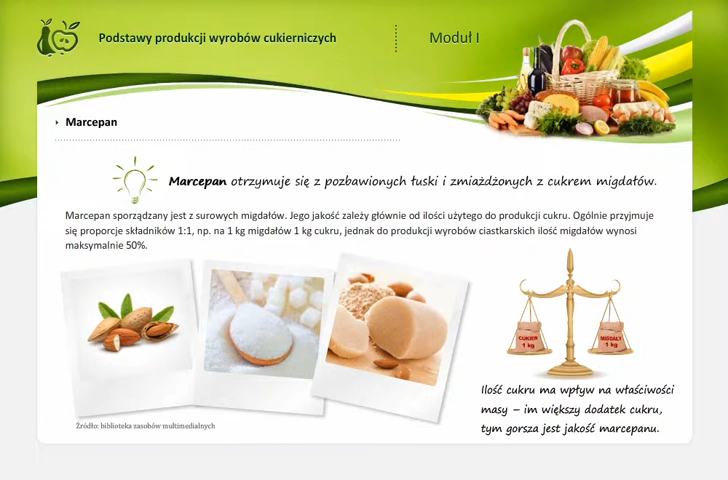 Podstawy produkcji wyrobów cukierniczych
Moduł I
Marcepan
Marcepan otrzymuje się z pozbawionych łuski i zmiażdżonych z cukrem migdałów.
Marcepan sporządzany jest z surowych migdałów. Jego jakość zależy głównie od ilości użytego do produkcji cukru. Ogólnie przyjmuje
się proporcje składników 1:1, np. na 1 kg migdałów 1 kg cukru, jednak do produkcji wyrobów ciastkarskich ilość migdałów wynosi
maksymalnie 50%.
CUKIER
1 kg
MIGDAŁY
1 kg
Ilość cukru ma wpływ na właściwości
masy – im większy dodatek cukru,
tym gorsza jest jakość marcepanu.
Źródło: biblioteka zasobów multimedialnych